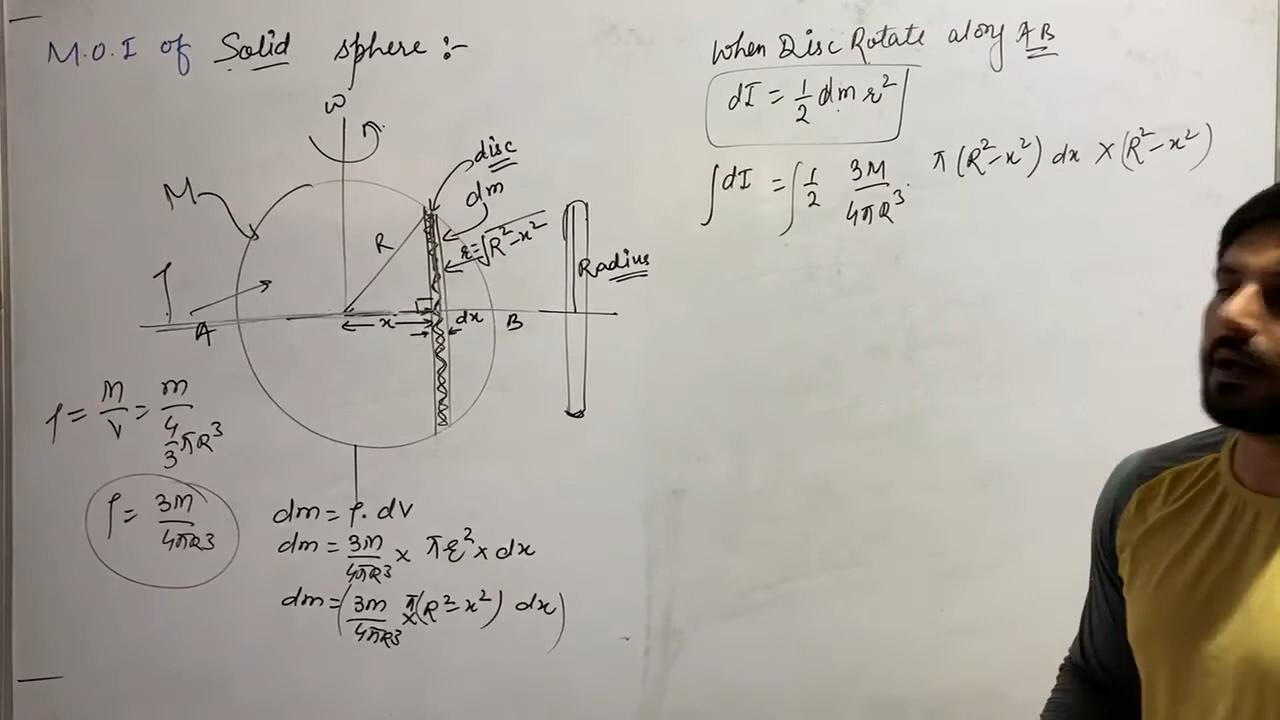 M.O.I of Solid sphere :-
ω
disc
dm
M
R
r=√R²-x²
Radius
ρ
A
x
dx
B
ρ = M/V = m/(4/3 πR³)
ρ = 3M/4πR3
dm = ρ. dV
dm = 3M/4πR3 × πr² × dx
dm=(3m/4πR3 × π(R²-x²) dx)
When Disc Rotate along AB
dI = 1/2 dm r²
∫dI = ∫ 1/2 3M/4πR³ . π(R²-x²) dx × (R²-x²)